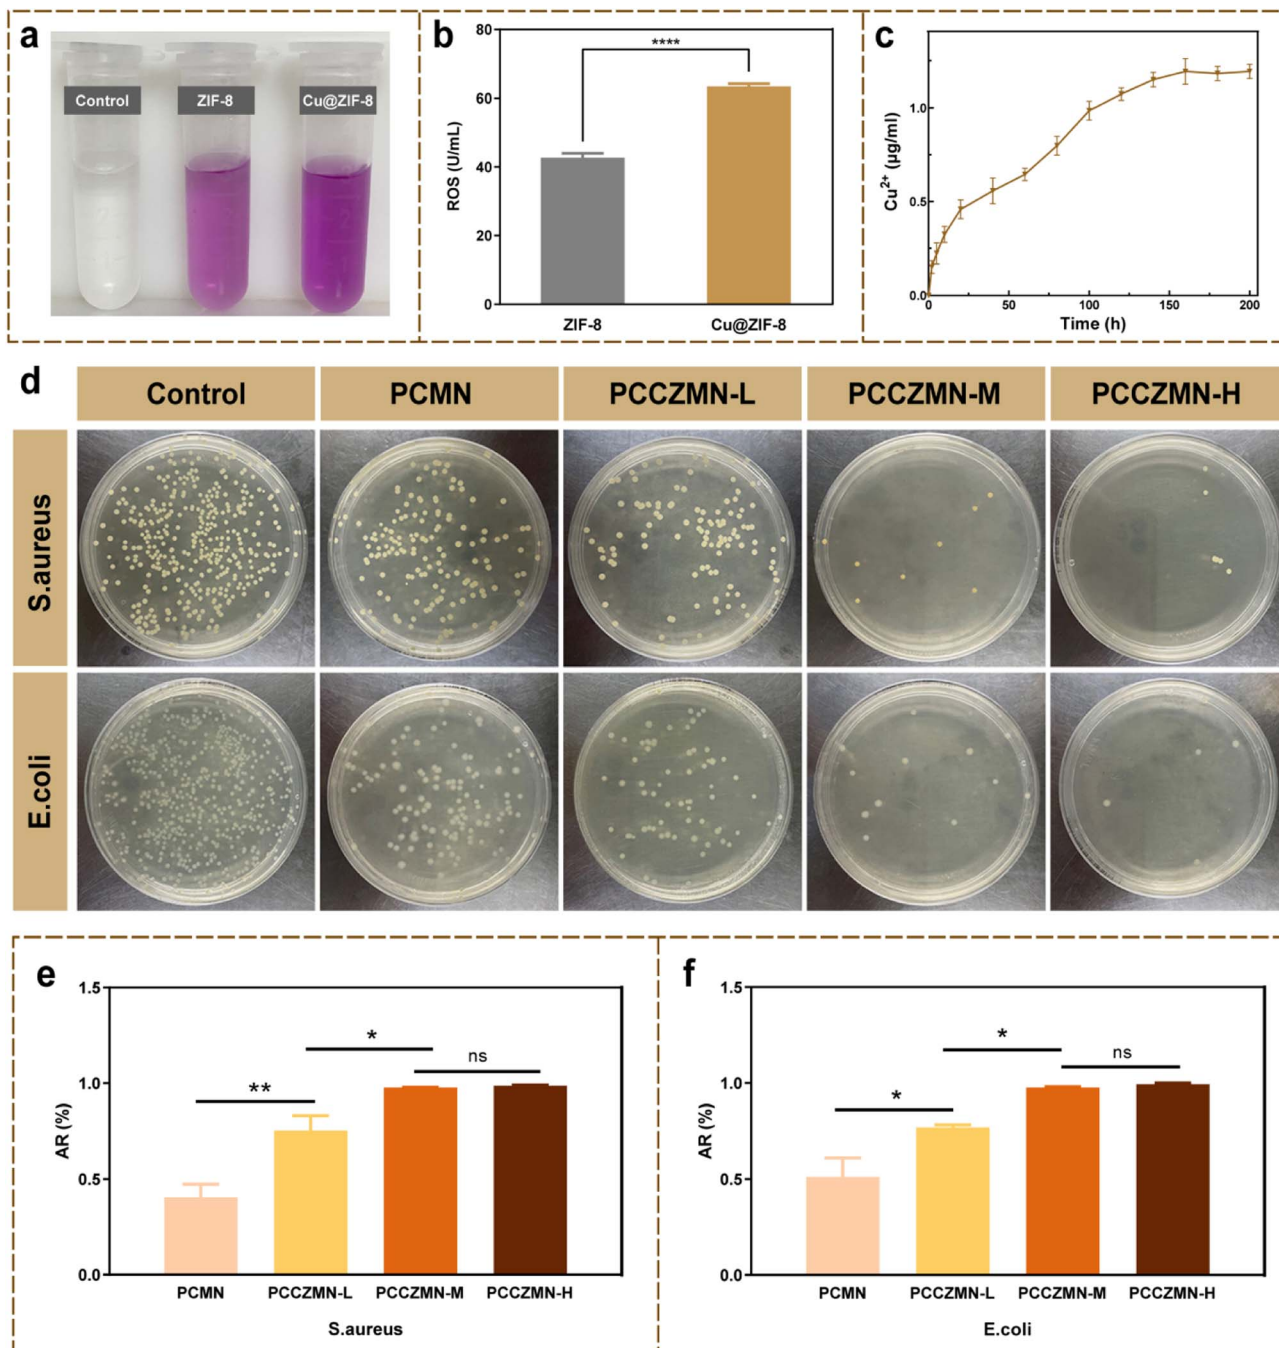 a
Control
ZIF-8
Cu@ZIF-8
b
80
60
40
20
0
ROS (U/mL)
****
ZIF-8
Cu@ZIF-8
c
1.0
0.5
0.0
Cu²⁺ (μg/ml)
0
50
100
150
200
Time (h)
d
Control
PCMN
PCCZMN-L
PCCZMN-M
PCCZMN-H
S.aureus
E.coli
e
1.5
1.0
0.5
0.0
AR (%)
**
*
ns
PCMN
PCCZMN-L
PCCZMN-M
PCCZMN-H
S.aureus
f
1.5
1.0
0.5
0.0
AR (%)
*
*
ns
PCMN
PCCZMN-L
PCCZMN-M
PCCZMN-H
E.coli